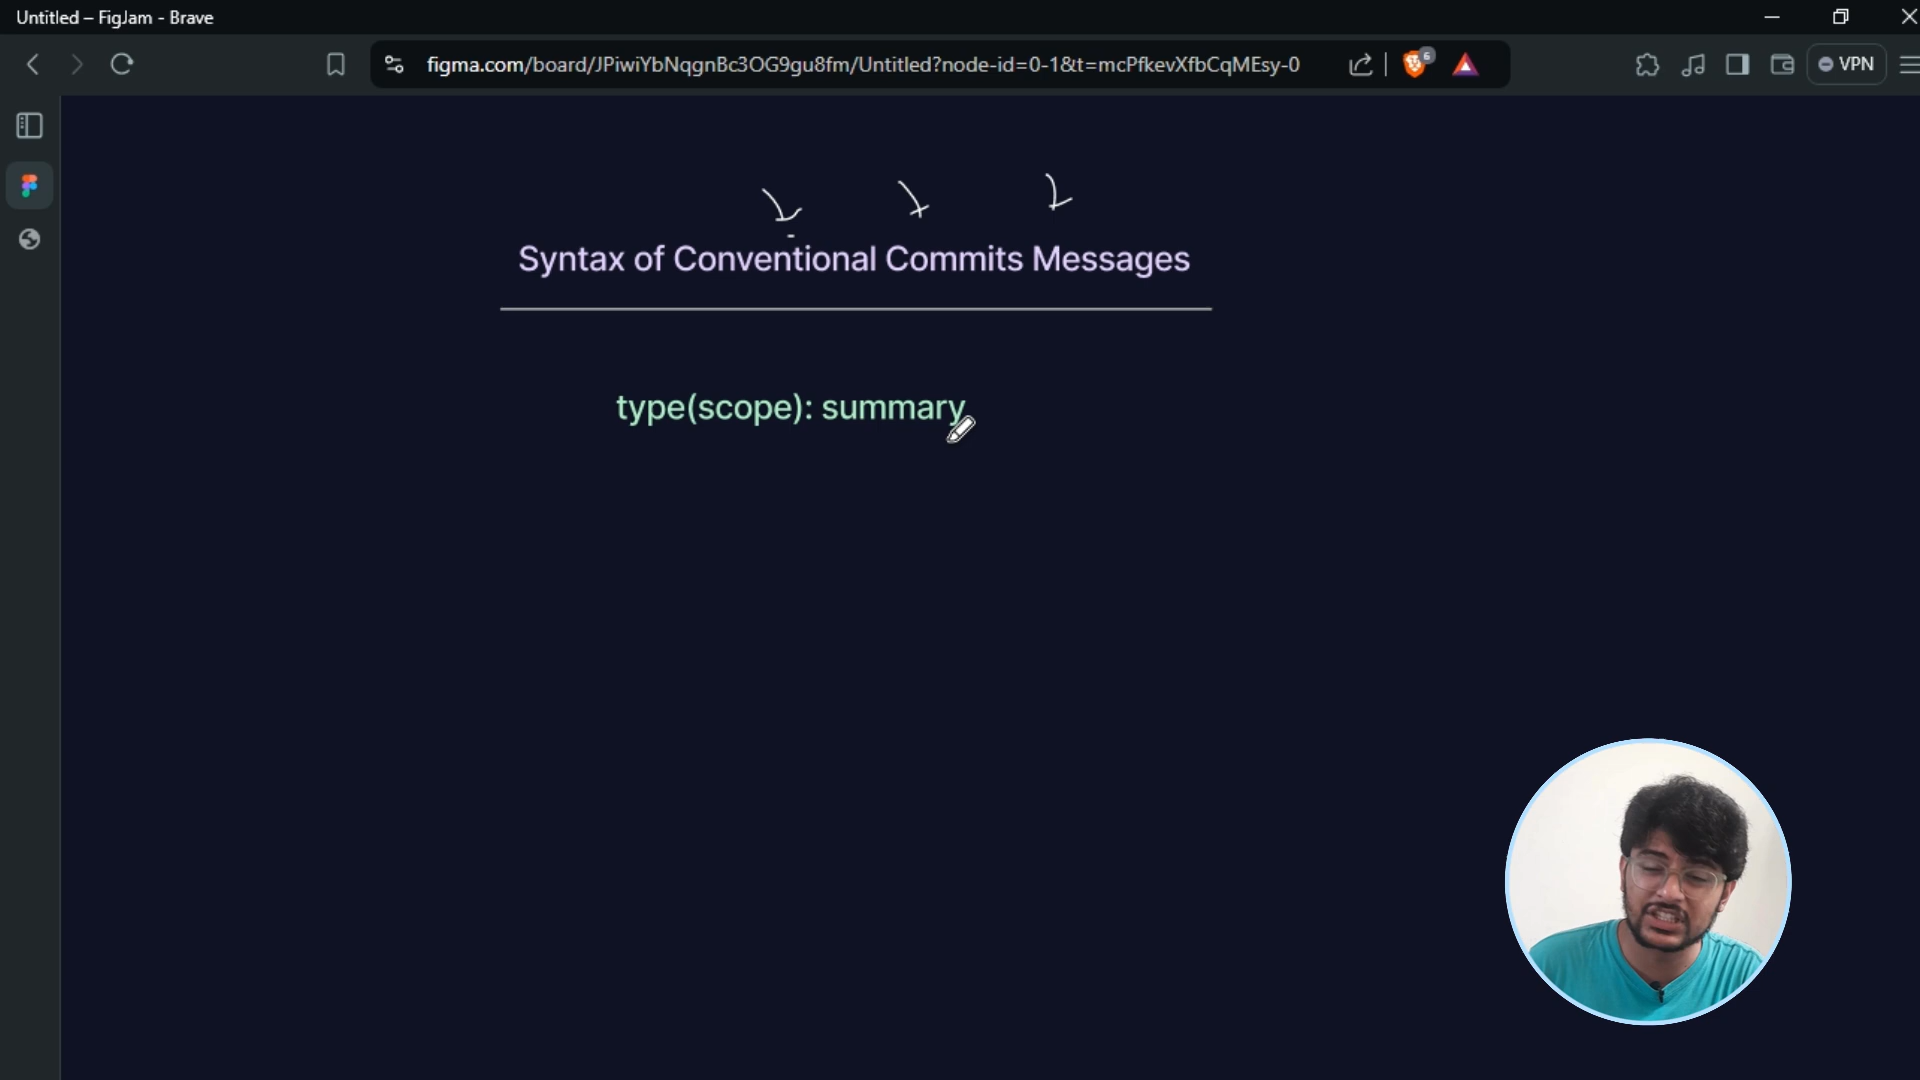 Untitled – FigJam - Brave
figma.com/board/JPiwiYbNqgnBc3OG9gu8fm/Untitled?node-id=0-1&t=mcPfkevXfbCqMEsy-0
6
VPN
Syntax of Conventional Commits Messages
type(scope): summary